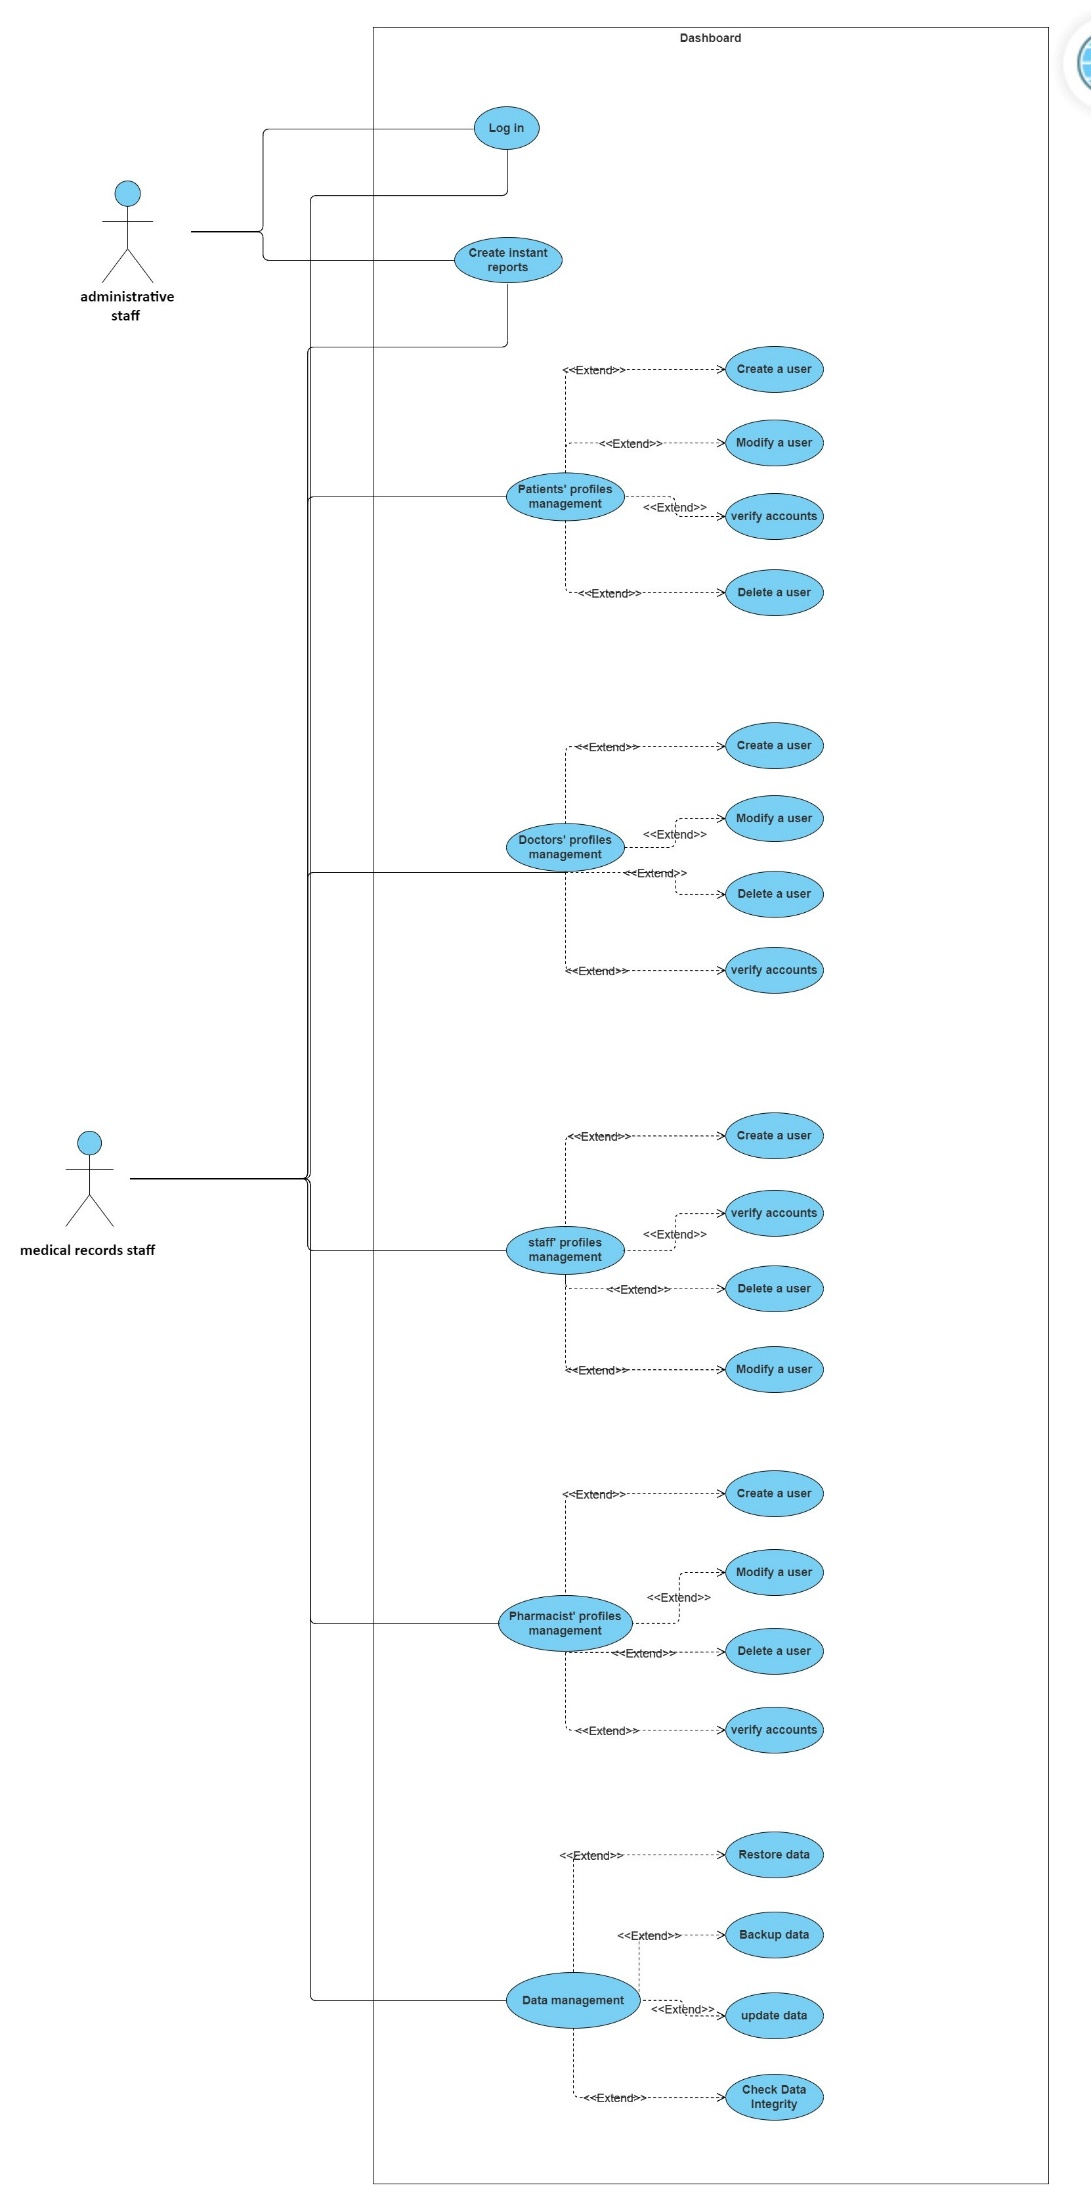 Dashboard
Log in
administrative
staff
Create instant
reports
<<Extend>>
Create a user
<<Extend>>
Modify a user
Patients' profiles
management
<<Extend>>
verify accounts
<<Extend>>
Delete a user
<<Extend>>
Create a user
<<Extend>>
Modify a user
Doctors' profiles
management
<<Extend>>
Delete a user
<<Extend>>
verify accounts
medical records staff
<<Extend>>
Create a user
<<Extend>>
verify accounts
staff' profiles
management
<<Extend>>
Delete a user
<<Extend>>
Modify a user
<<Extend>>
Create a user
<<Extend>>
Modify a user
Pharmacist' profiles
management
<<Extend>>
Delete a user
<<Extend>>
verify accounts
<<Extend>>
Restore data
<<Extend>>
Backup data
Data management
<<Extend>>
update data
<<Extend>>
Check Data
Integrity